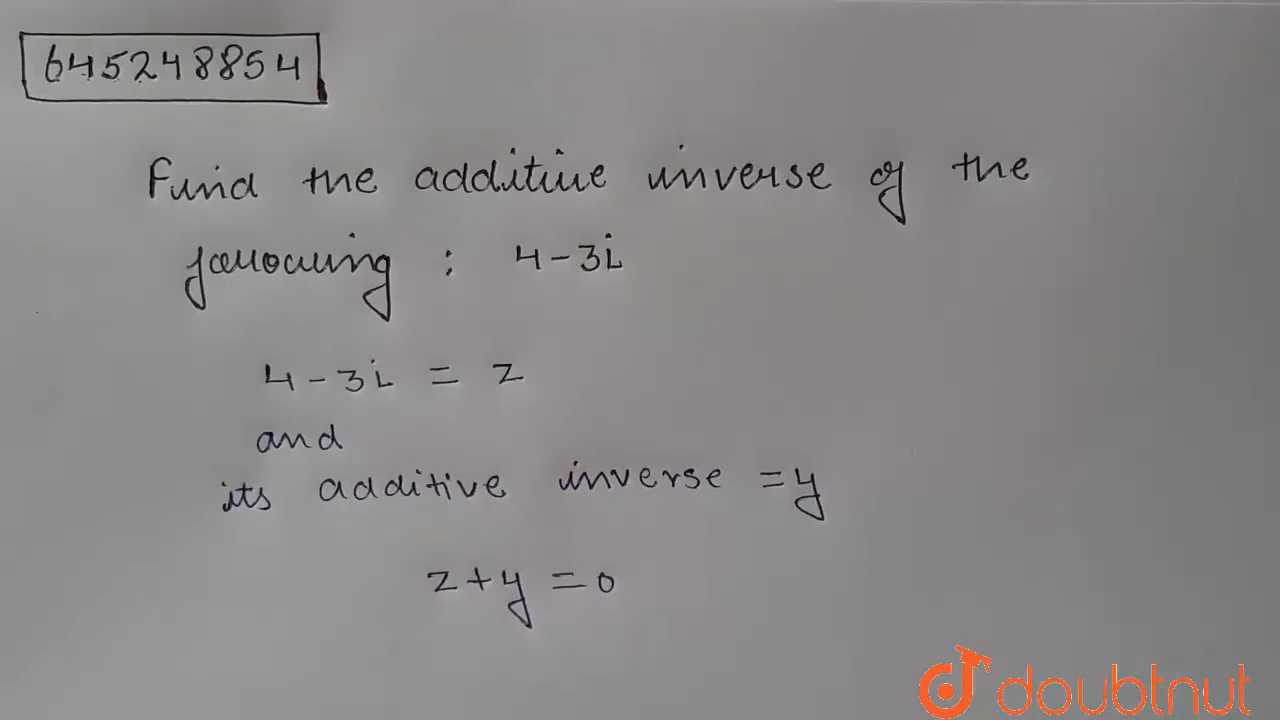 645248854
Find the additive inverse of the
following : 4-3i
4-3i = z
and
its additive inverse = y
z+y = 0
doubtnut